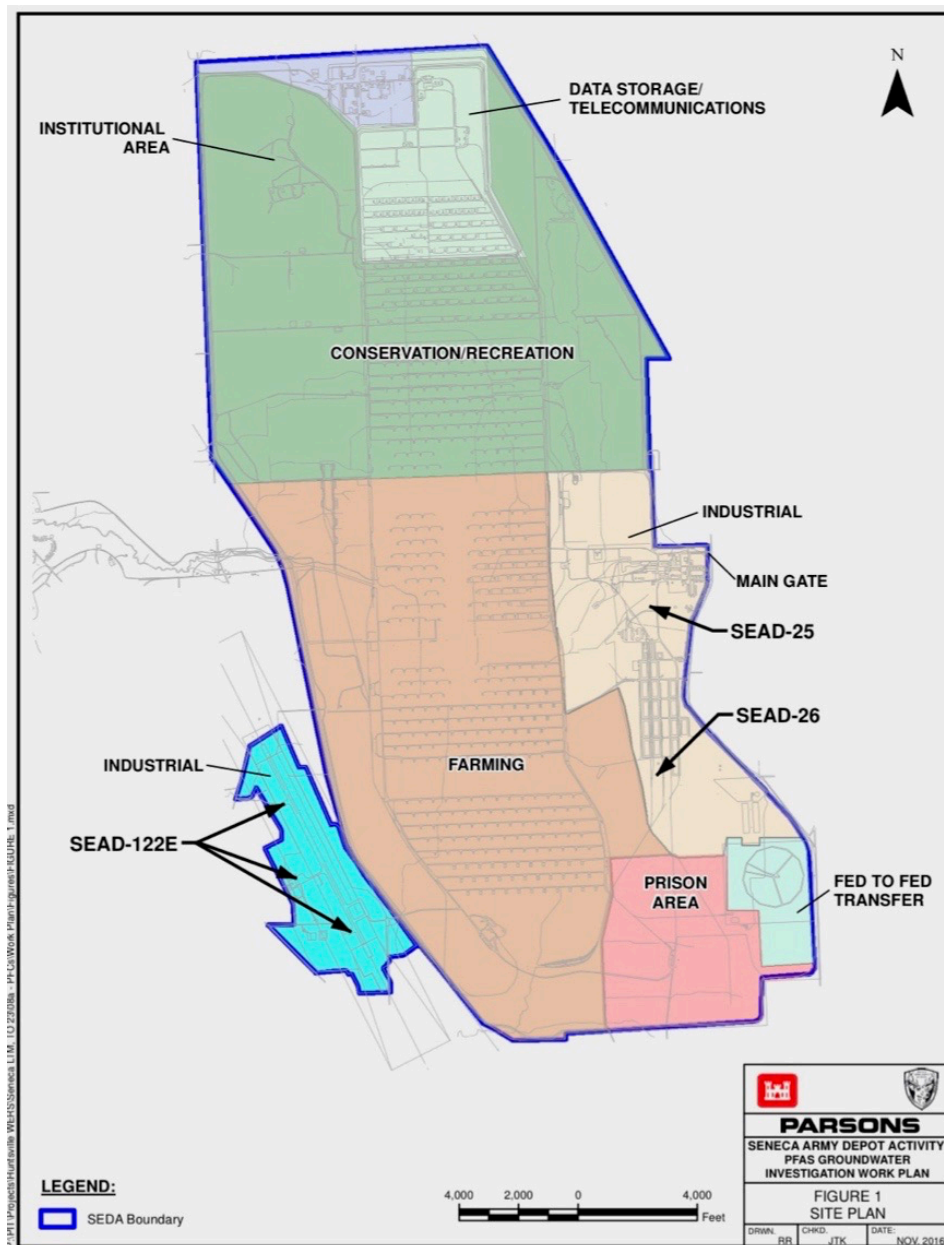 N
DATA STORAGE/
TELECOMMUNICATIONS
INSTITUTIONAL
AREA
CONSERVATION/RECREATION
INDUSTRIAL
MAIN GATE
SEAD-25
SEAD-26
INDUSTRIAL
FARMING
SEAD-122E
PRISON
AREA
FED TO FED
TRANSFER
PARSONS
SENECA ARMY DEPOT ACTIVITY
PFAS GROUNDWATER
INVESTIGATION WORK PLAN
FIGURE 1
SITE PLAN
DRWN.
RR
CHKD.
JTK
DATE:
NOV. 2016
LEGEND:
SEDA Boundary
4,000 2,000 0 4,000
Feet